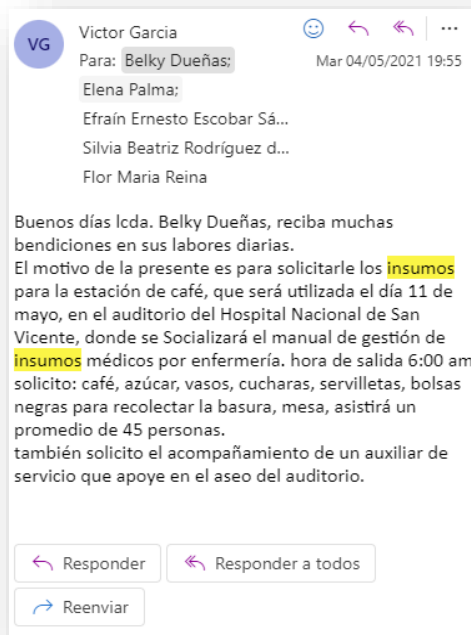 VG
Victor Garcia
Para: Belky Dueñas;
Mar 04/05/2021 19:55
Elena Palma;
Efraín Ernesto Escobar Sá...
Silvia Beatriz Rodríguez d...
Flor Maria Reina
Buenos días lcda. Belky Dueñas, reciba muchas
bendiciones en sus labores diarias.
El motivo de la presente es para solicitarle los insumos
para la estación de café, que será utilizada el día 11 de
mayo, en el auditorio del Hospital Nacional de San
Vicente, donde se Socializará el manual de gestión de
insumos médicos por enfermería. hora de salida 6:00 am
solicito: café, azúcar, vasos, cucharas, servilletas, bolsas
negras para recolectar la basura, mesa, asistirá un
promedio de 45 personas.
también solicito el acompañamiento de un auxiliar de
servicio que apoye en el aseo del auditorio.
Responder
Responder a todos
Reenviar